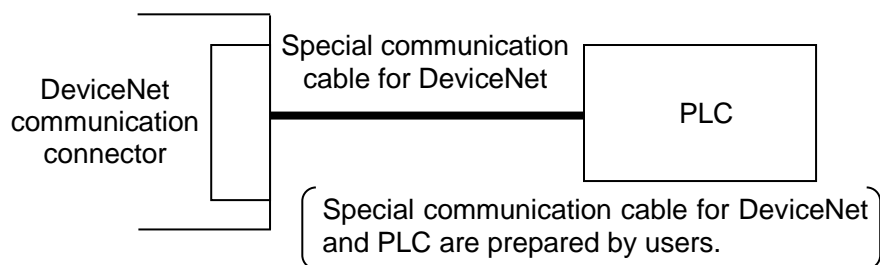 DeviceNet
communication
connector
Special communication
cable for DeviceNet
PLC
Special communication cable for DeviceNet
and PLC are prepared by users.